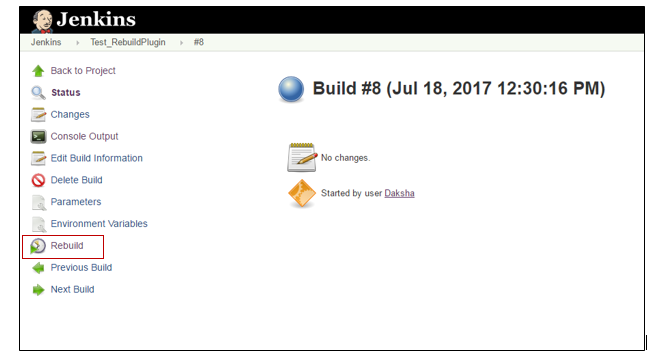 Jenkins
Jenkins › Test_RebuildPlugin › #8
Back to Project
Status
Changes
Console Output
Edit Build Information
Delete Build
Parameters
Environment Variables
Rebuild
Previous Build
Next Build
Build #8 (Jul 18, 2017 12:30:16 PM)
No changes.
Started by user Daksha